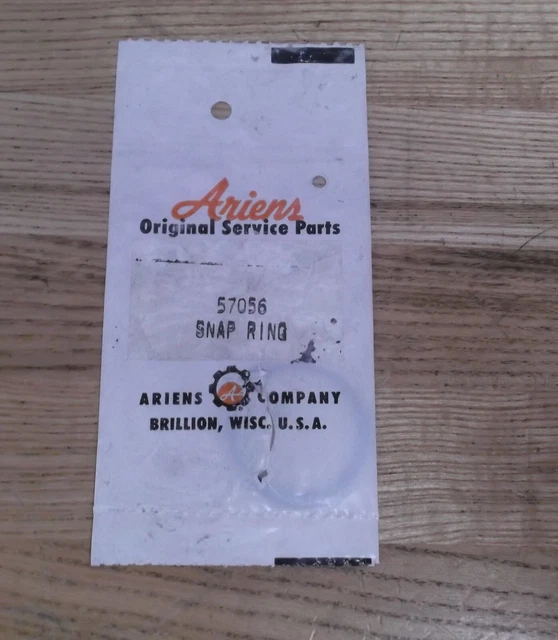 Ariens
Original Service Parts
57056
SNAP RING
ARIENS A COMPANY
BRILLION, WISC. U.S.A.